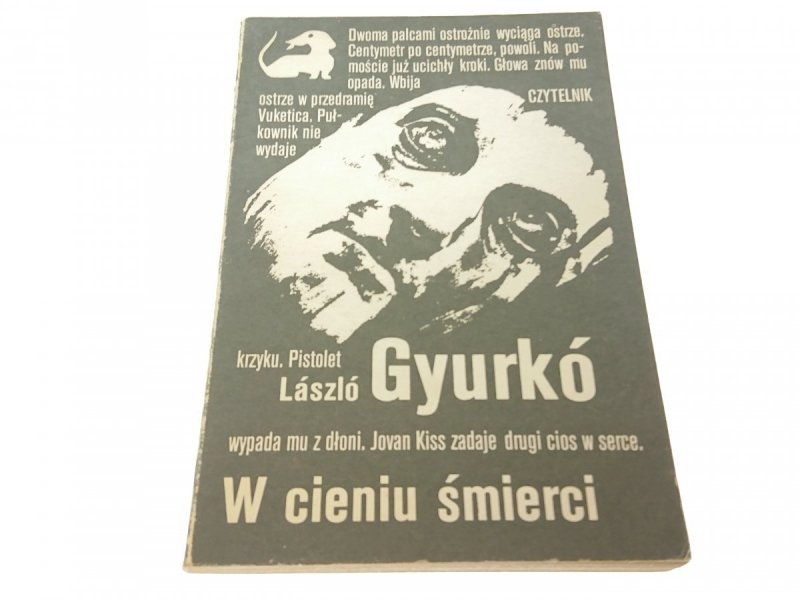 Dwoma palcami ostrożnie wyciąga ostrze.
Centymetr po centymetrze, powoli. Na po-
moście już ucichły kroki. Głowa znów mu
opada. Wbija
ostrze w przedramię
Vuketica. Puł-
kownik nie
wydaje
CZYTELNIK
krzyku. Pistolet
László Gyurkó
wypada mu z dłoni. Jovan Kiss zadaje drugi cios w serce.
W cieniu śmierci